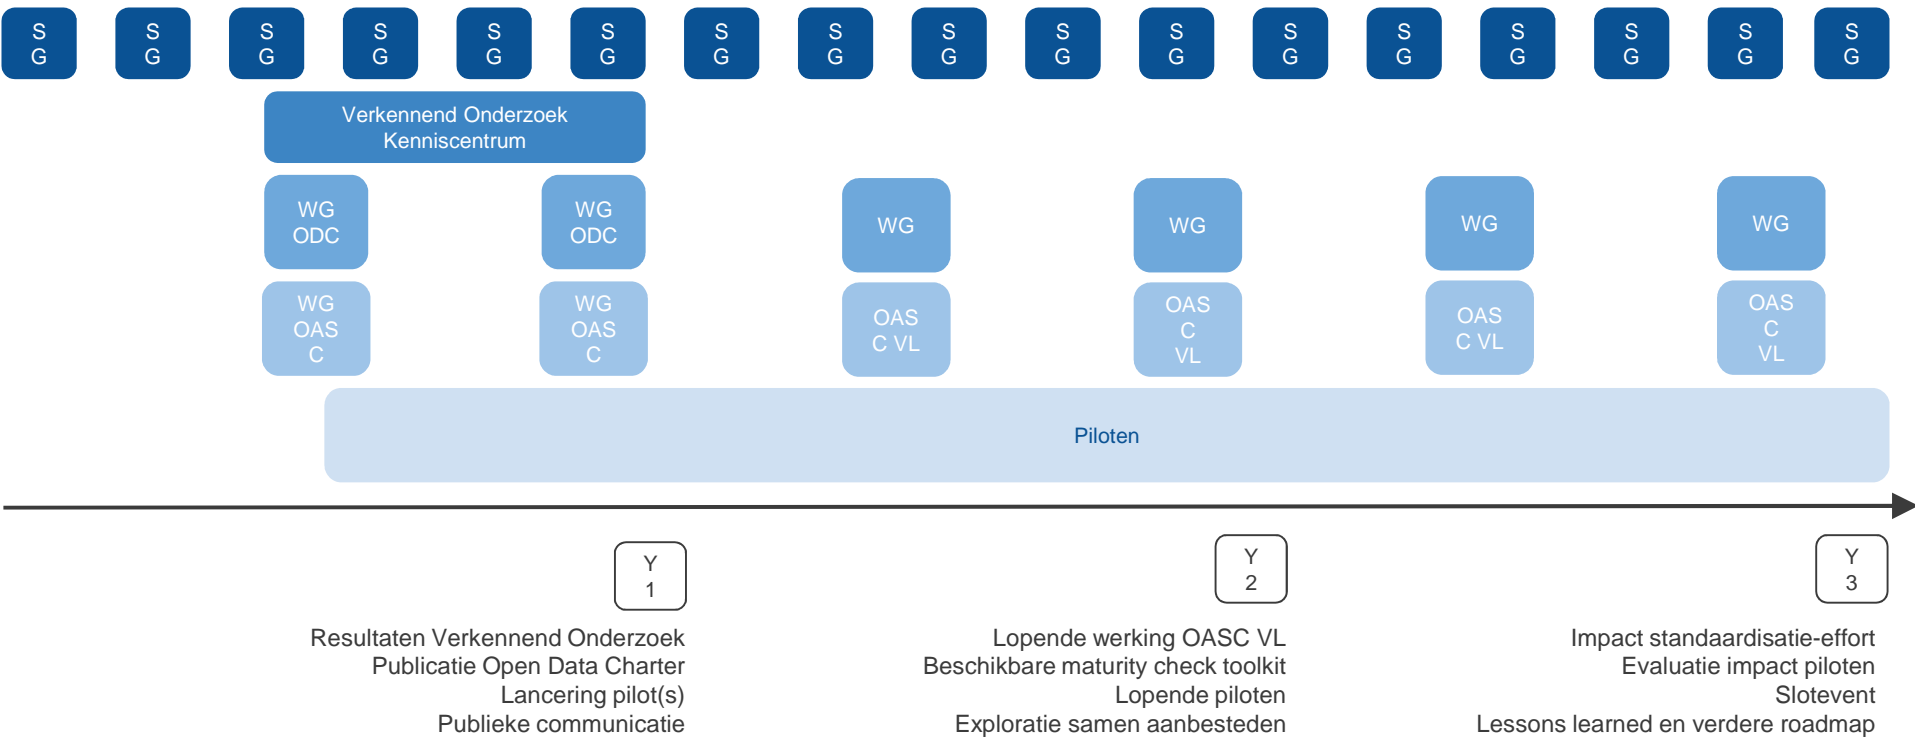 S
G
S
G
S
G
S
G
S
G
S
G
S
G
S
G
S
G
S
G
S
G
S
G
S
G
S
G
S
G
S
G
S
G
Verkennend Onderzoek
Kenniscentrum
WG
ODC
WG
ODC
WG
WG
WG
WG
WG
OAS
C
WG
OAS
C
OAS
C VL
OAS
C
VL
OAS
C VL
OAS
C
VL
Piloten
Y
1
Resultaten Verkennend Onderzoek
Publicatie Open Data Charter
Lancering pilot(s)
Publieke communicatie
Y
2
Lopende werking OASC VL
Beschikbare maturity check toolkit
Lopende piloten
Exploratie samen aanbesteden
Y
3
Impact standaardisatie-effort
Evaluatie impact piloten
Slotevent
Lessons learned en verdere roadmap